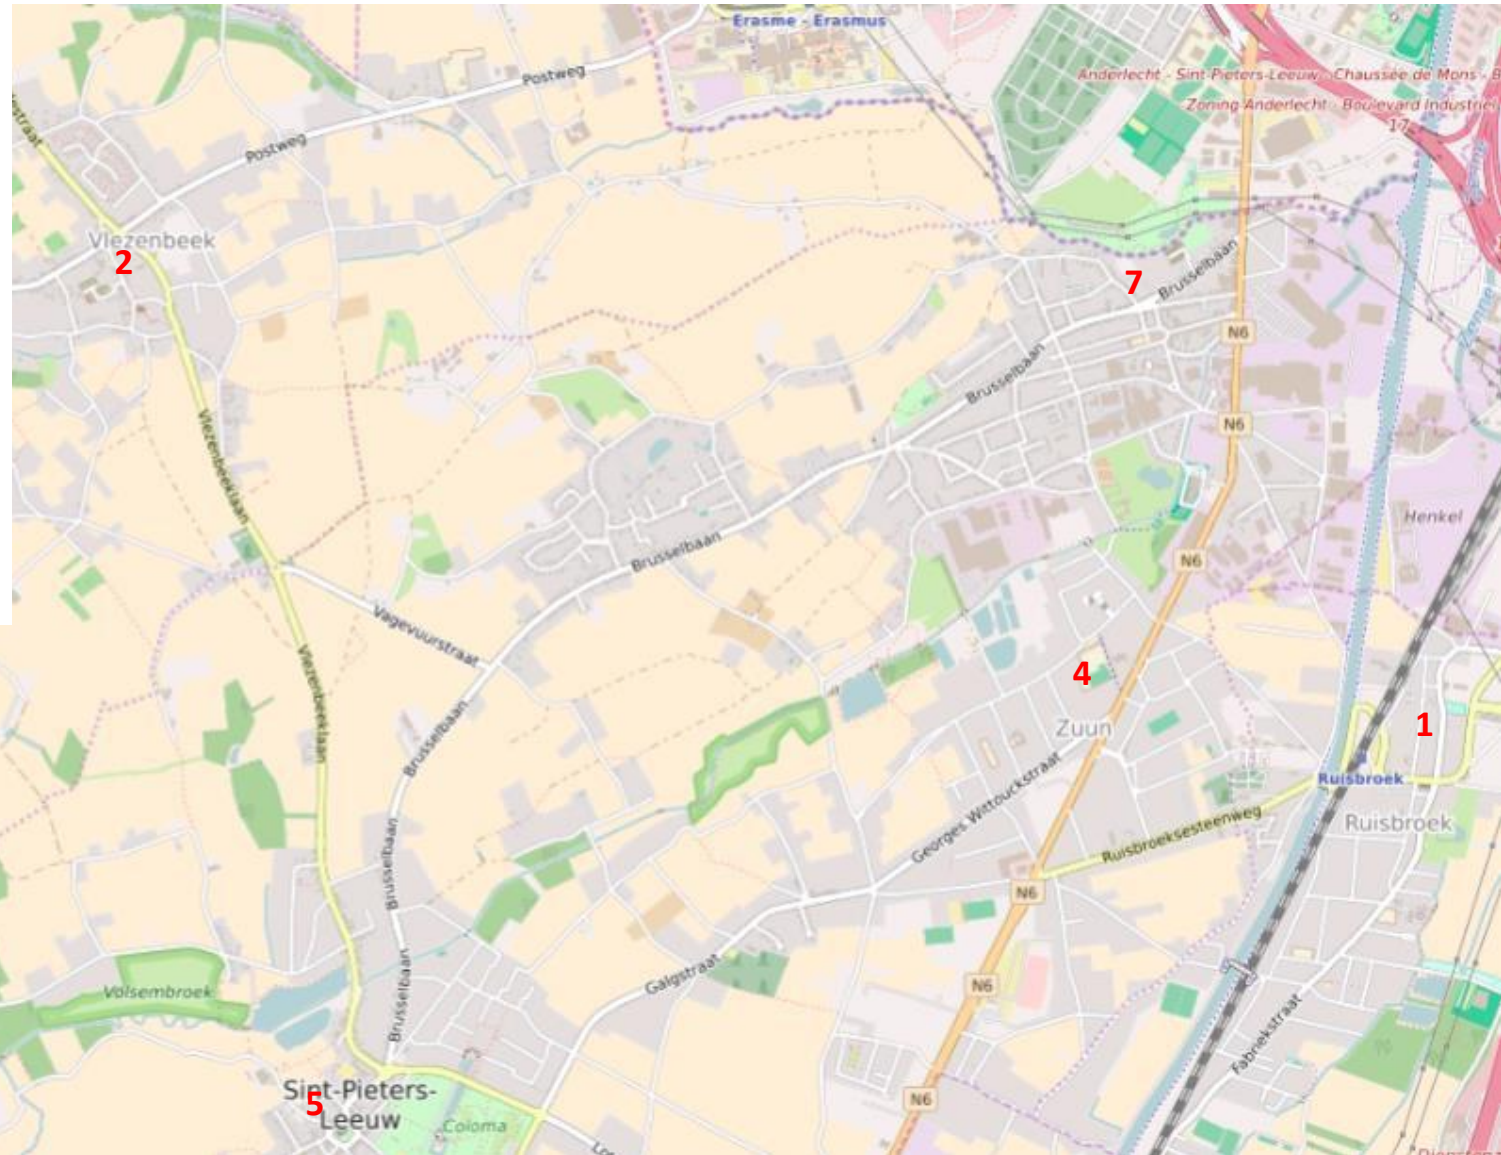 Erasme - Erasmus
Postweg
Anderlecht - Sint-Pieters-Leeuw - Chaussée de Mons - B
Zoning Anderlecht - Boulevard Industriel
17
straat
Postweg
Vlezenbeek
2
7
Brusselbaan
N6
Brusselbaan
Zenne
N6
Vlezenbeeklaan
Henkel
Brusselbaan
N6
Vagevuurstraat
4
Vlezenbeeklaan
Zuun
1
Brusselbaan
Ruisbroek
Georges Wittouckstraat
Ruisbroeksesteenweg
Ruisbroek
Brusselbaan
N6
Galgstraat
Volsembroek
N6
Brusselbaan
Fabriekstraat
Sint-Pieters-
5
Leeuw
Coloma
N6